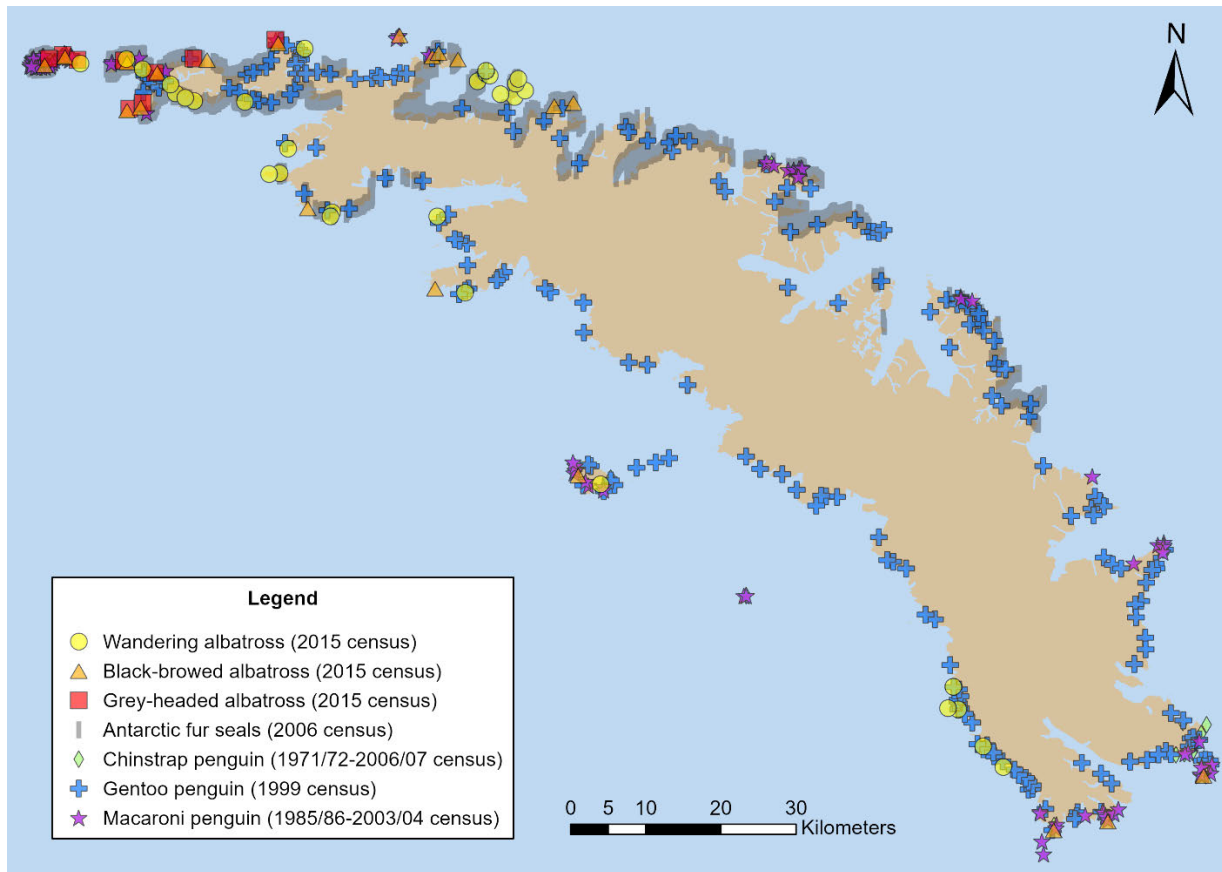 N
Legend
Wandering albatross (2015 census)
Black-browed albatross (2015 census)
Grey-headed albatross (2015 census)
Antarctic fur seals (2006 census)
Chinstrap penguin (1971/72-2006/07 census)
Gentoo penguin (1999 census)
Macaroni penguin (1985/86-2003/04 census)
0 5 10 20 30
Kilometers